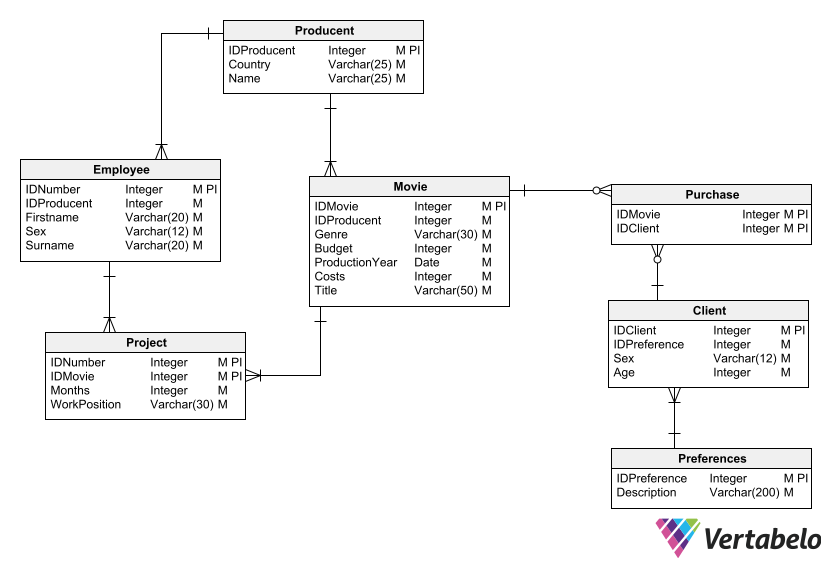 Producent
IDProducent Integer M PI
Country Varchar(25) M
Name Varchar(25) M
Employee
IDNumber Integer M PI
IDProducent Integer M
Firstname Varchar(20) M
Sex Varchar(12) M
Surname Varchar(20) M
Movie
IDMovie Integer M PI
IDProducent Integer M
Genre Varchar(30) M
Budget Integer M
ProductionYear Date M
Costs Integer M
Title Varchar(50) M
Purchase
IDMovie Integer M PI
IDClient Integer M PI
Project
IDNumber Integer M PI
IDMovie Integer M PI
Months Integer M
WorkPosition Varchar(30) M
Client
IDClient Integer M PI
IDPreference Integer M
Sex Varchar(12) M
Age Integer M
Preferences
IDPreference Integer M PI
Description Varchar(200) M
Vertabelo